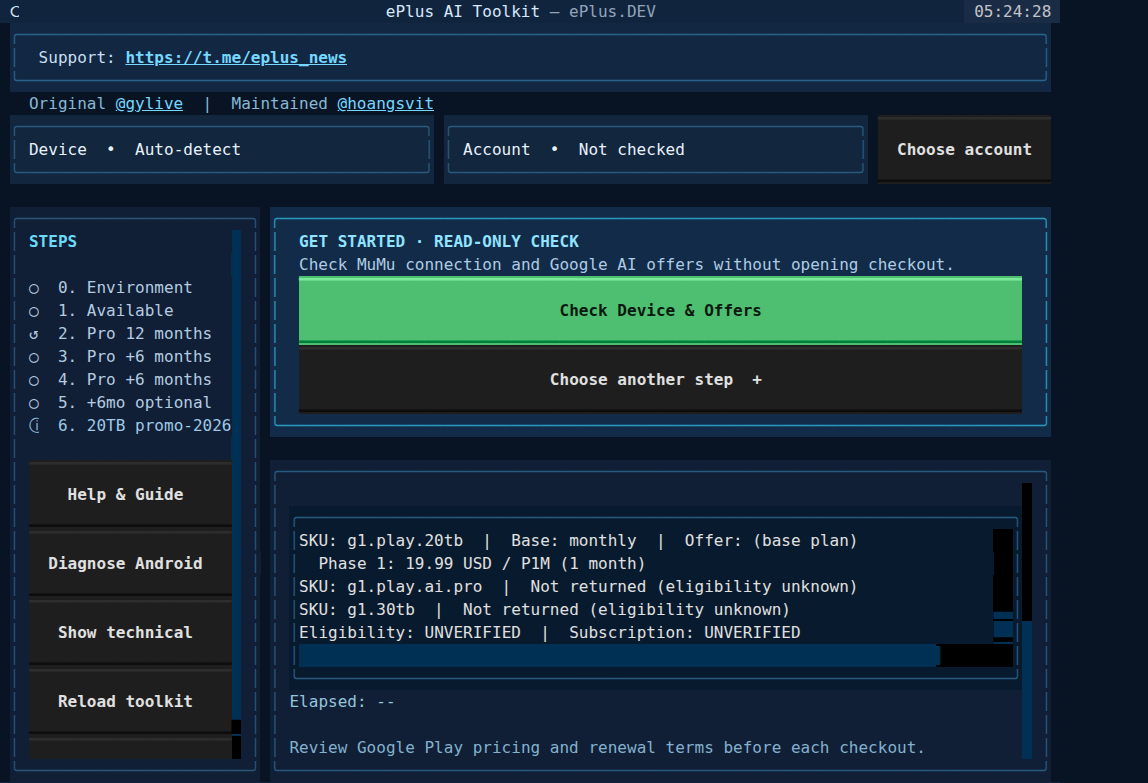 C ePlus AI Toolkit — ePlus.DEV 05:24:28
Support: https://t.me/eplus_news
Original @gylive | Maintained @hoangsvit
Device • Auto-detect
Account • Not checked
Choose account
STEPS
○ 0. Environment
○ 1. Available
↺ 2. Pro 12 months
○ 3. Pro +6 months
○ 4. Pro +6 months
○ 5. +6mo optional
ⓘ 6. 20TB promo-2026
Help & Guide
Diagnose Android
Show technical
Reload toolkit
GET STARTED · READ-ONLY CHECK
Check MuMu connection and Google AI offers without opening checkout.
Check Device & Offers
Choose another step +
SKU: g1.play.20tb | Base: monthly | Offer: (base plan)
Phase 1: 19.99 USD / P1M (1 month)
SKU: g1.play.ai.pro | Not returned (eligibility unknown)
SKU: g1.30tb | Not returned (eligibility unknown)
Eligibility: UNVERIFIED | Subscription: UNVERIFIED
Elapsed: --
Review Google Play pricing and renewal terms before each checkout.